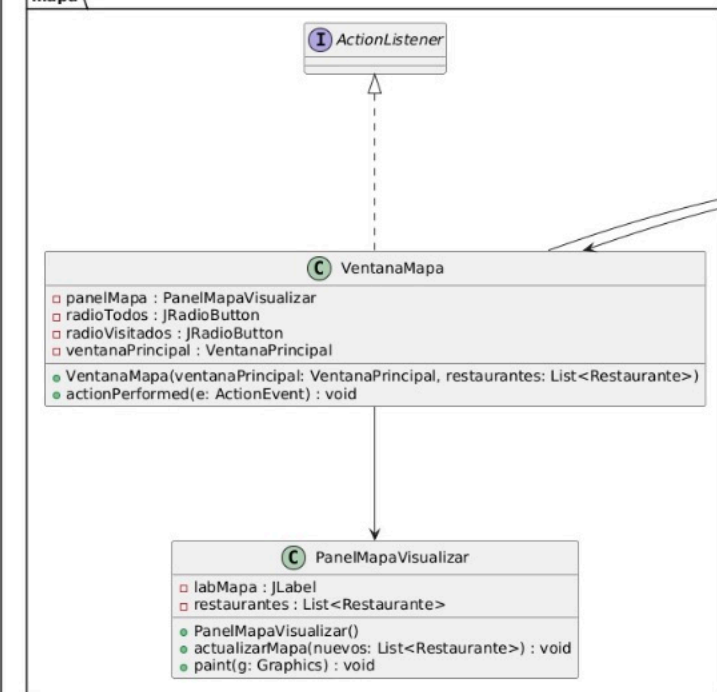 mapa
I ActionListener
C VentanaMapa
panelMapa : PanelMapaVisualizar
radioTodos : JRadioButton
radioVisitados : JRadioButton
ventanaPrincipal : VentanaPrincipal
VentanaMapa(ventanaPrincipal: VentanaPrincipal, restaurantes: List<Restaurante>)
actionPerformed(e: ActionEvent) : void
C PanelMapaVisualizar
labMapa : JLabel
restaurantes : List<Restaurante>
PanelMapaVisualizar()
actualizarMapa(nuevos: List<Restaurante>) : void
paint(g: Graphics) : void